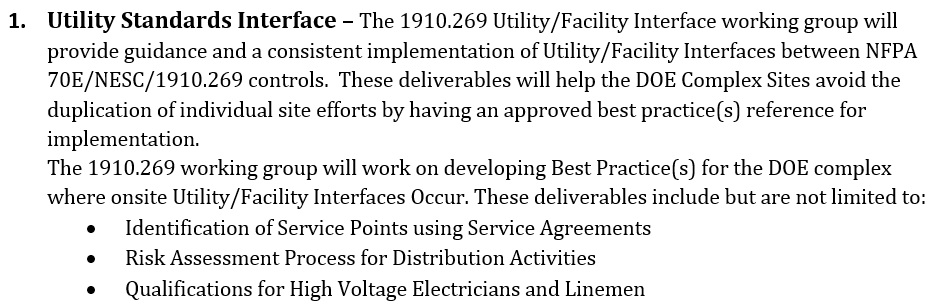 1. Utility Standards Interface – The 1910.269 Utility/Facility Interface working group will
provide guidance and a consistent implementation of Utility/Facility Interfaces between NFPA
70E/NESC/1910.269 controls.  These deliverables will help the DOE Complex Sites avoid the
duplication of individual site efforts by having an approved best practice(s) reference for
implementation.
The 1910.269 working group will work on developing Best Practice(s) for the DOE complex
where onsite Utility/Facility Interfaces Occur. These deliverables include but are not limited to:
• Identification of Service Points using Service Agreements
• Risk Assessment Process for Distribution Activities
• Qualifications for High Voltage Electricians and Linemen